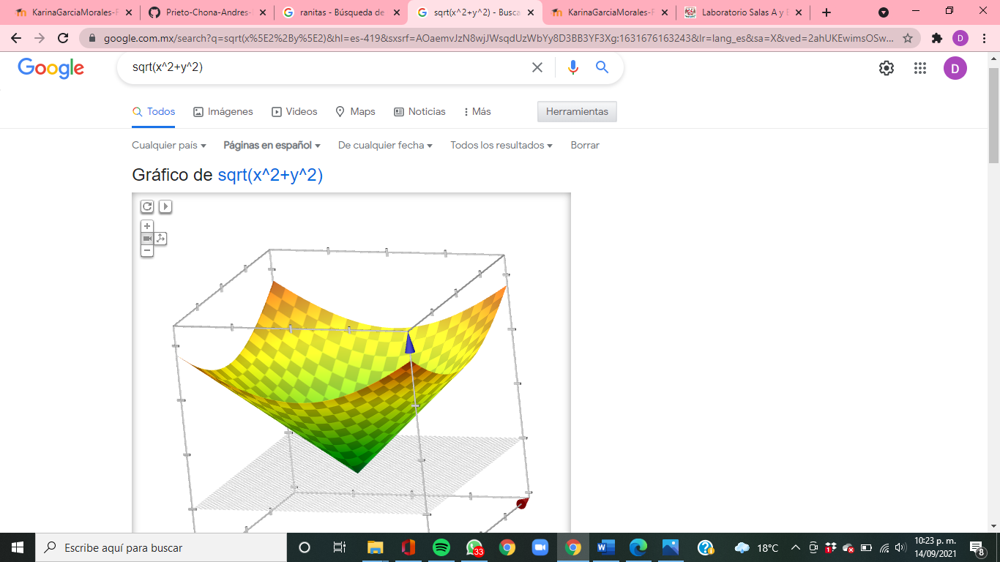 KarinaGarciaMorales-F
Prieto-Chona-Andres-
ranitas - Búsqueda de
sqrt(x^2+y^2) - Busca
KarinaGarciaMorales-F
Laboratorio Salas A y B
google.com.mx/search?q=sqrt(x%5E2%2By%5E2)&hl=es-419&sxsrf=AOaemvJzN8wjJWsqdUzWbYy8D3BB3YF3Xg:1631676163243&lr=lang_es&sa=X&ved=2ahUKEwimsOSw...
D
Google
sqrt(x^2+y^2)
D
Todos
Imágenes
Videos
Maps
Noticias
Más
Herramientas
Cualquier país
Páginas en español
De cualquier fecha
Todos los resultados
Borrar
Gráfico de sqrt(x^2+y^2)
Escribe aquí para buscar
33
18°C
1
10:23 p. m.
14/09/2021
8